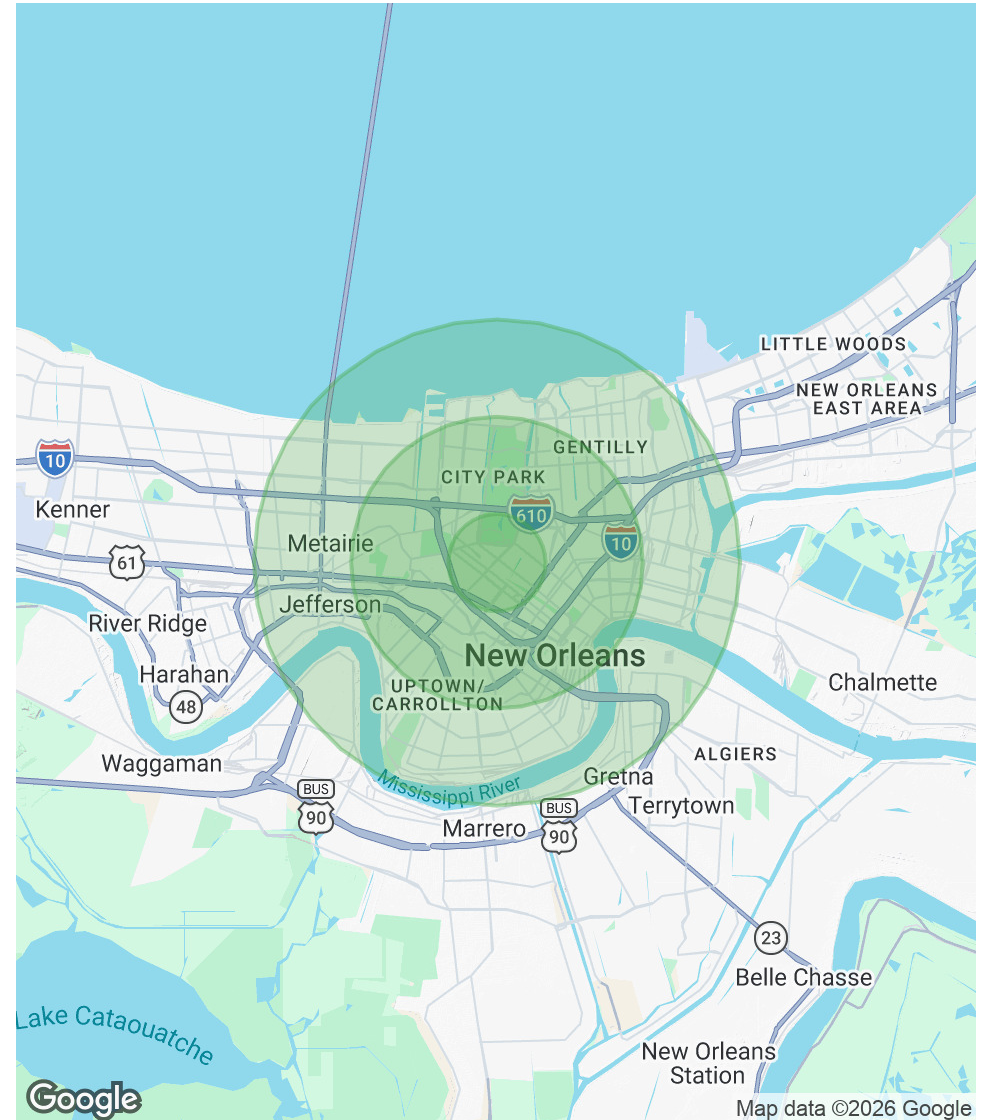 LITTLE WOODS
NEW ORLEANS
EAST AREA
GENTILLY
CITY PARK
10
610
Kenner
10
Metairie
61
Jefferson
River Ridge
New Orleans
Harahan
UPTOWN/
CARROLLTON
48
Chalmette
Waggaman
ALGIERS
Mississippi River
Gretna
BUS
90
Terrytown
BUS
90
Marrero
23
Belle Chasse
Lake Cataouatche
New Orleans
Station
Google
Map data ©2026 Google